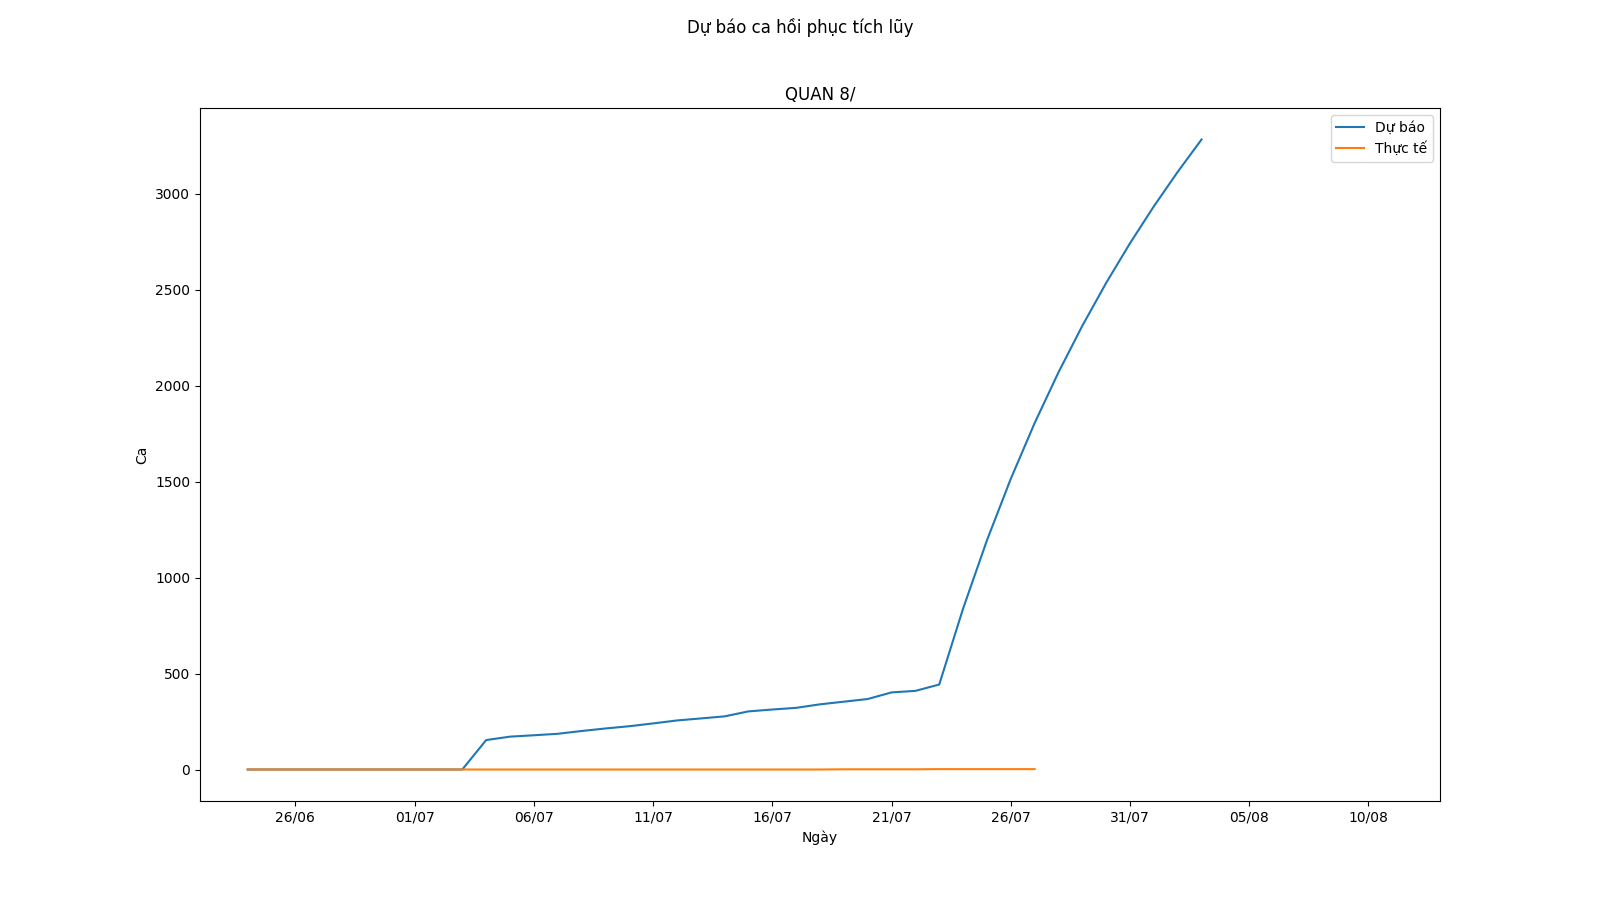 Dự báo ca hồi phục tích lũy
QUAN 8/
Dự báo
Thực tế
3000
2500
2000
1500
1000
500
0
Ca
26/06 01/07 06/07 11/07 16/07 21/07 26/07 31/07 05/08 10/08
Ngày